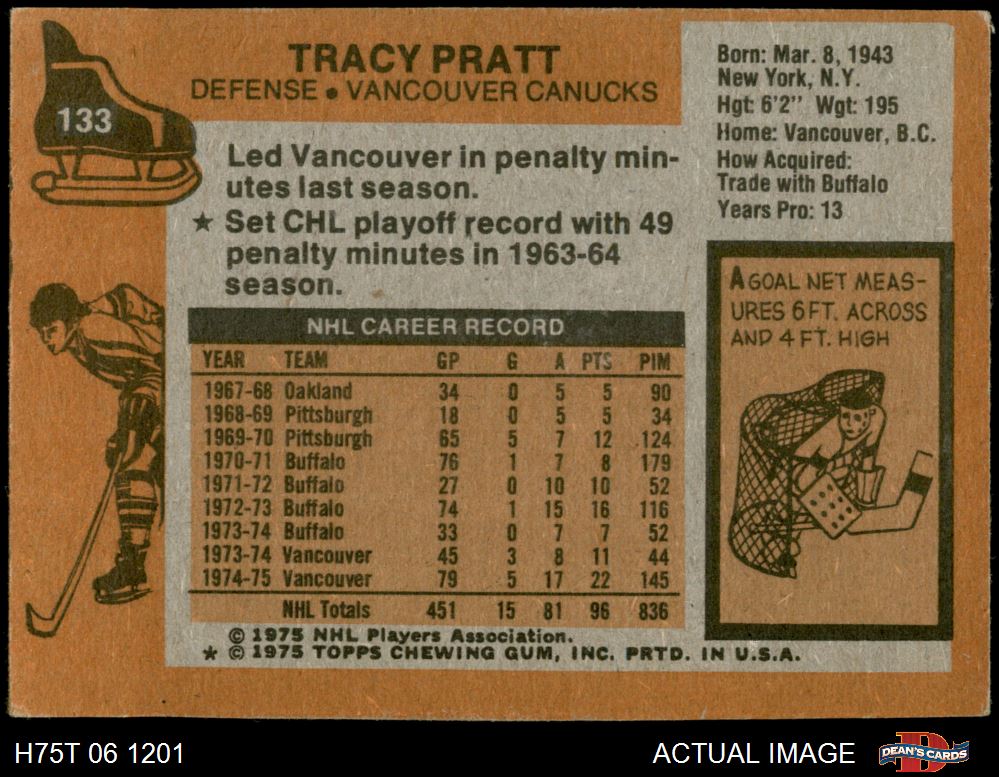 133
TRACY PRATT
DEFENSE • VANCOUVER CANUCKS
Born: Mar. 8, 1943
New York, N.Y.
Hgt: 6'2" Wgt: 195
Home: Vancouver, B.C.
How Acquired:
Trade with Buffalo
Years Pro: 13
Led Vancouver in penalty min-
utes last season.
★ Set CHL playoff record with 49
penalty minutes in 1963-64
season.
NHL CAREER RECORD
YEAR TEAM GP G A PTS PIM
1967-68 Oakland 34 0 5 5 90
1968-69 Pittsburgh 18 0 5 5 34
1969-70 Pittsburgh 65 5 7 12 124
1970-71 Buffalo 76 1 7 8 179
1971-72 Buffalo 27 0 10 10 52
1972-73 Buffalo 74 1 15 16 116
1973-74 Buffalo 33 0 7 7 52
1973-74 Vancouver 45 3 8 11 44
1974-75 Vancouver 79 5 17 22 145
NHL Totals 451 15 81 96 836
A GOAL NET MEAS-
URES 6 FT. ACROSS
AND 4 FT. HIGH
© 1975 NHL Players Association.
★ © 1975 TOPPS CHEWING GUM, INC. PRTD. IN U.S.A.
H75T 06 1201
ACTUAL IMAGE
D
DEAN'S CARDS